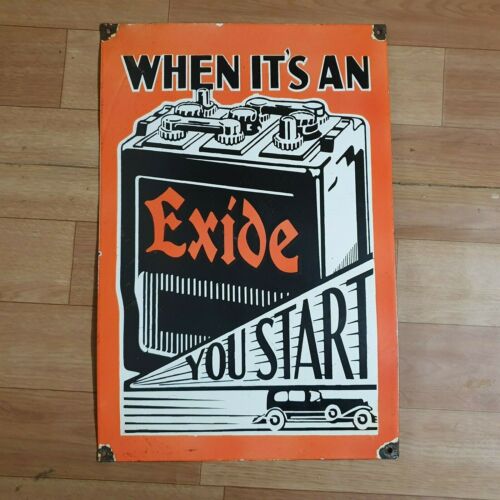 WHEN IT'S AN
Exide
YOU START